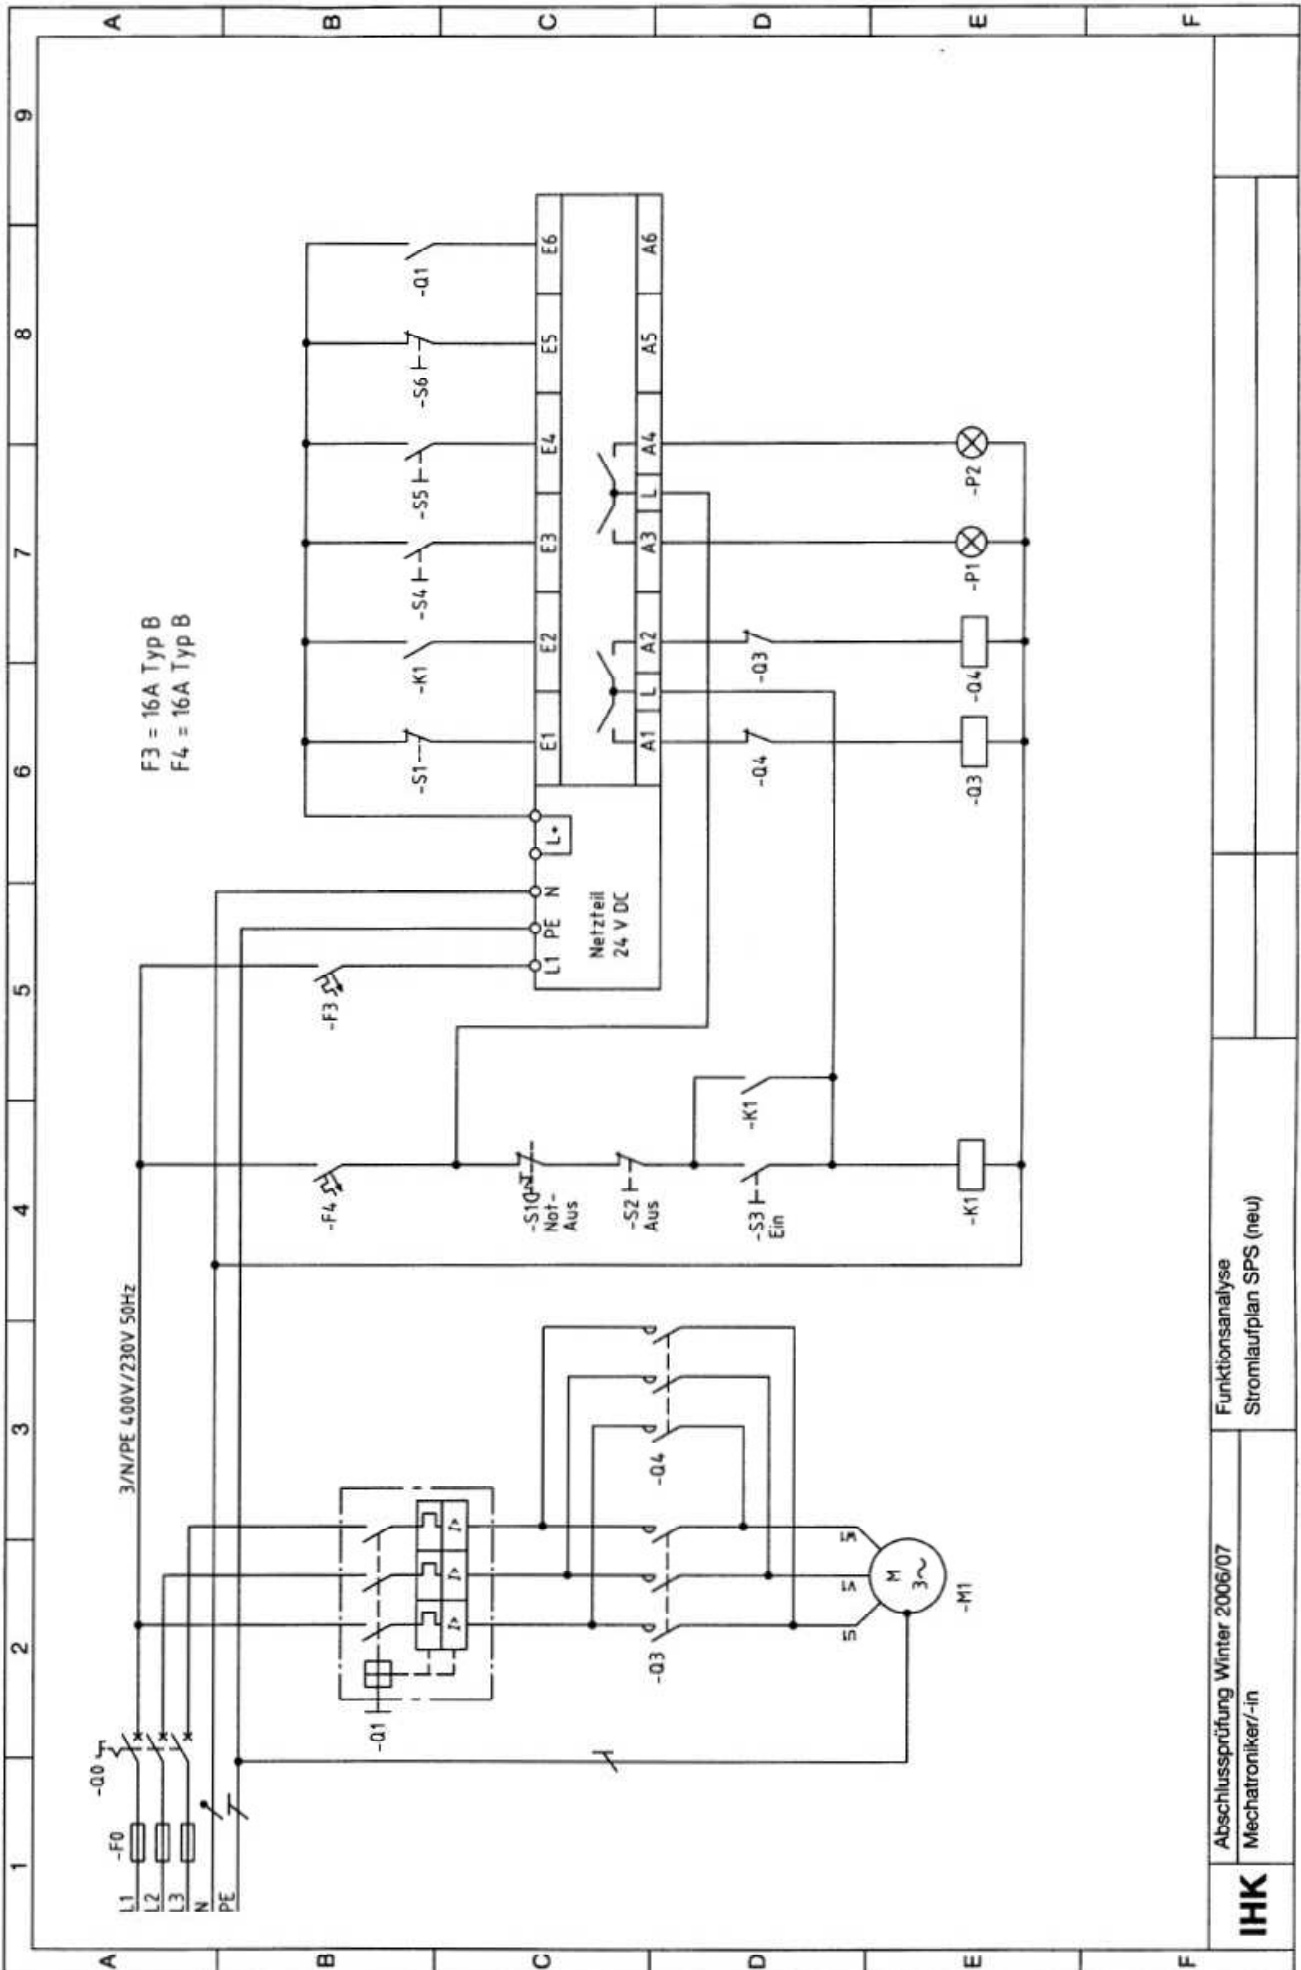 1 2 3 4 5 6 7 8 9
A A
B B
C C
D D
E E
F F
L1
L2
L3
N
PE
-F0
-Q0
3/N/PE 400V/230V 50Hz
F3 = 16A Typ B
F4 = 16A Typ B
-Q1
I> I> I>
-Q3
-Q4
U1 V1 W1
M
3~
-M1
-F4
-F3
-S1
Not-
Aus
-S2
Aus
-S3
Ein
-K1
-K1
L1 PE N L+
Netzteil
24 V DC
-S1 -K1 -S4 -S5 -S6 -Q1
E1 E2 E3 E4 E5 E6
A1 L A2 A3 L A4 A5 A6
-Q4 -Q3
-Q3 -Q4 -P1 -P2
IHK
Abschlussprüfung Winter 2006/07
Mechatroniker/-in
Funktionsanalyse
Stromlaufplan SPS (neu)